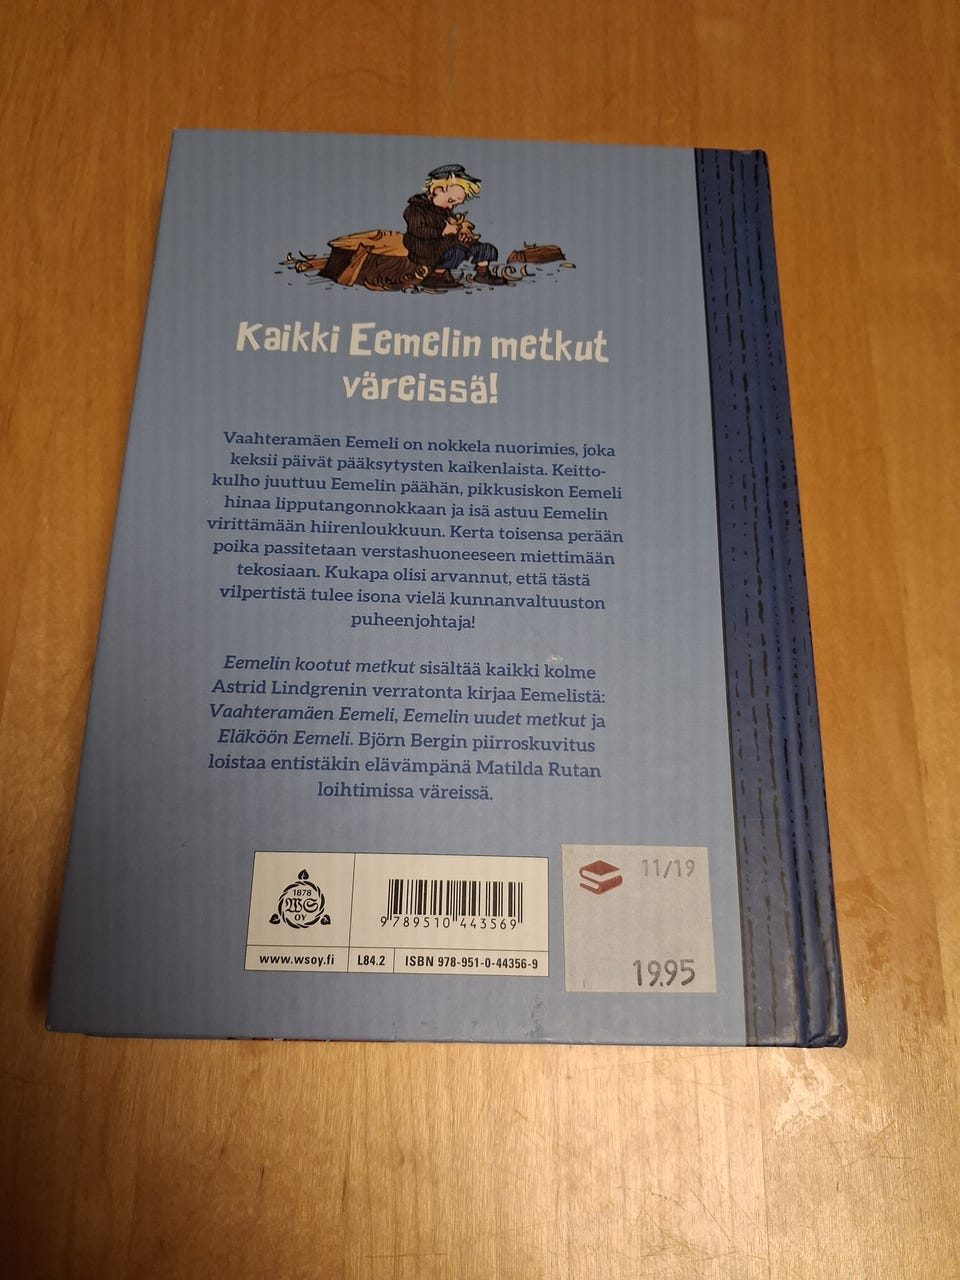 Kaikki Eemelin metkut
väreissä!
Vaahteramäen Eemeli on nokkela nuorimies, joka
keksii päivät pääksytysten kaikenlaista. Keitto-
kulho juuttuu Eemelin päähän, pikkusiskon Eemeli
hinaa lipputangonnokkaan ja isä astuu Eemelin
virittämään hiirenloukkuun. Kerta toisensa perään
poika passitetaan verstashuoneeseen miettimään
tekosiaan. Kukapa olisi arvannut, että tästä
vilpertistä tulee isona vielä kunnanvaltuuston
puheenjohtaja!
Eemelin kootut metkut sisältää kaikki kolme
Astrid Lindgrenin verratonta kirjaa Eemelistä:
Vaahteramäen Eemeli, Eemelin uudet metkut ja
Eläköön Eemeli. Björn Bergin piirroskuvitus
loistaa entistäkin elävämpänä Matilda Rutan
loihtimissa väreissä.
1878
WS
OY
9 789510 443569
www.wsoy.fi
L84.2
ISBN 978-951-0-44356-9
11/19
19.95